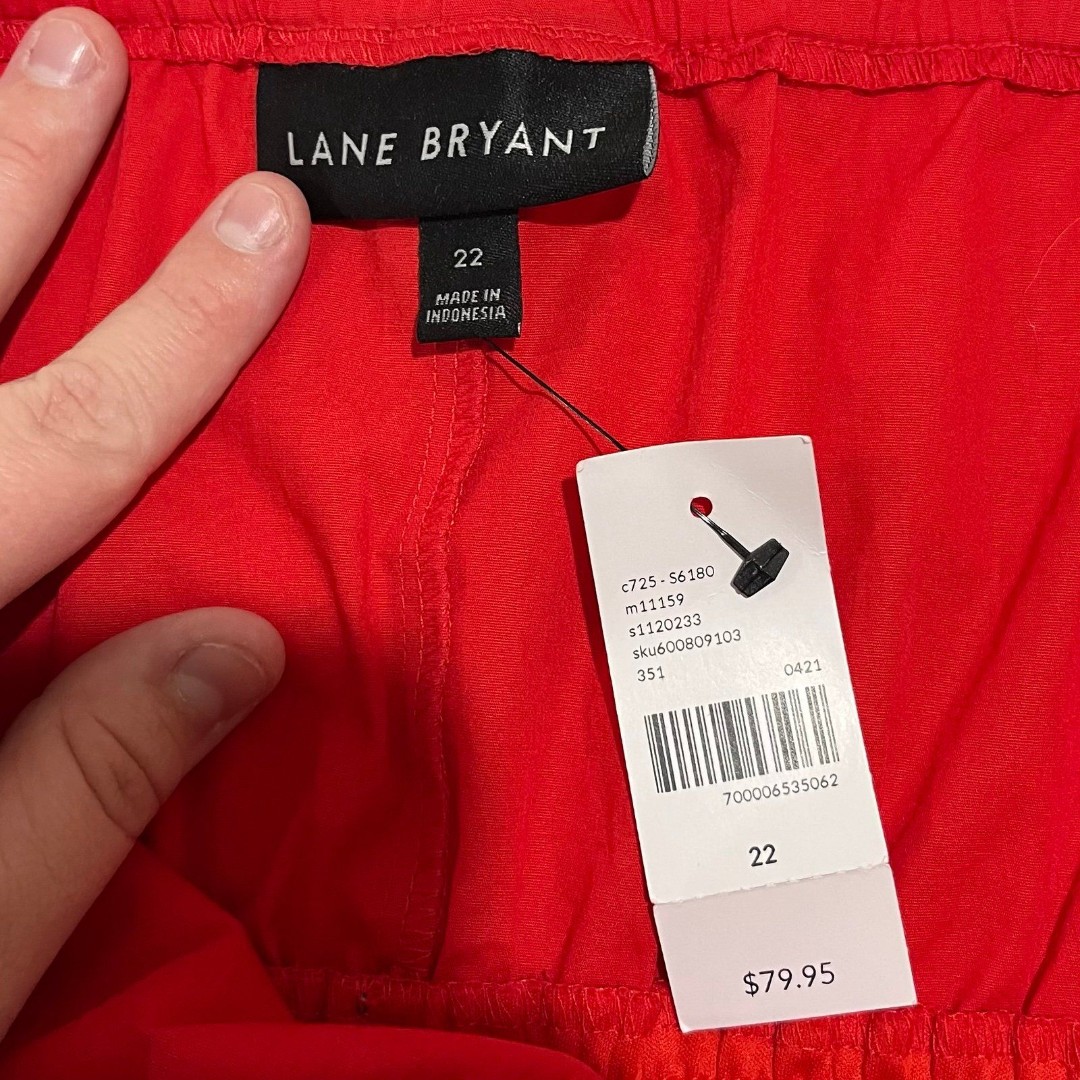 LANE BRYANT
22
MADE IN
INDONESIA
c725 - S6180
m11159
s1120233
sku600809103
351 0421
700006535062
22
$79.95